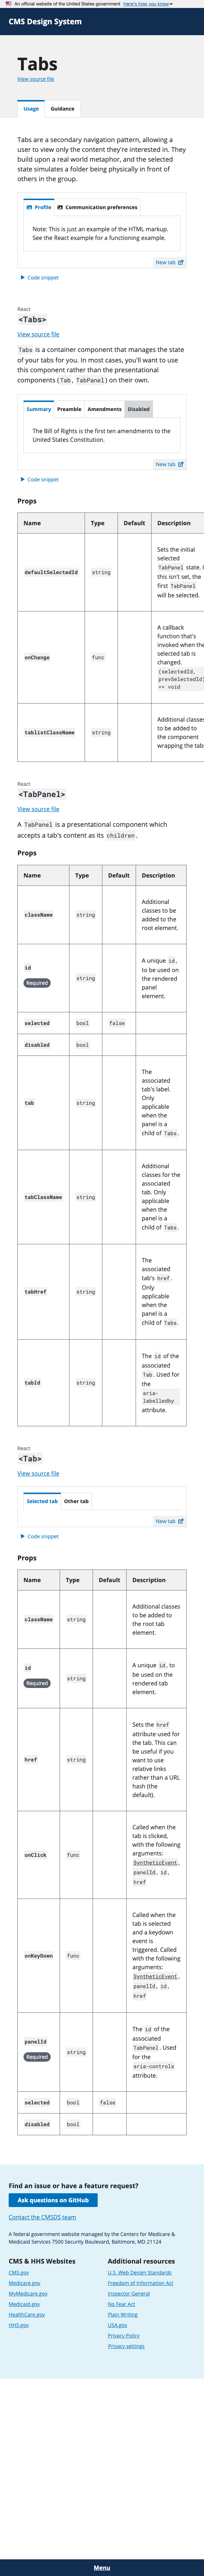 An official website of the United States government Here's how you know
CMS Design System
Tabs
View source file
Usage Guidance
Tabs are a secondary navigation pattern, allowing a
user to view only the content they're interested in. They
build upon a real world metaphor, and the selected
state simulates a folder being physically in front of
others in the group.
Profile Communication preferences
Note: This is just an example of the HTML markup.
See the React example for a functioning example.
New tab
Code snippet
React
<Tabs>
View source file
Tabs is a container component that manages the state
of your tabs for you. In most cases, you'll want to use
this component rather than the presentational
components (Tab, TabPanel) on their own.
Summary Preamble Amendments Disabled
The Bill of Rights is the first ten amendments to the
United States Constitution.
New tab
Code snippet
Props
Name Type Default Description
defaultSelectedId string
Sets the initial
selected
TabPanel state. I
this isn't set, the
first TabPanel
will be selected.
onChange func
A callback
function that's
invoked when the
selected tab is
changed.
(selectedId,
prevSelectedId)
=> void
tablistClassName string
Additional classes
to be added to
the component
wrapping the tab
React
<TabPanel>
View source file
A TabPanel is a presentational component which
accepts a tab's content as its children.
Props
Name Type Default Description
className string
Additional
classes to be
added to the
root element.
id
Required
string
A unique id,
to be used on
the rendered
panel
element.
selected bool false
disabled bool
tab string
The
associated
tab's label.
Only
applicable
when the
panel is a
child of Tabs.
tabClassName string
Additional
classes for the
associated
tab. Only
applicable
when the
panel is a
child of Tabs.
tabHref string
The
associated
tab's href.
Only
applicable
when the
panel is a
child of Tabs.
tabId string
The id of the
associated
Tab. Used for
the
aria-
labelledby
attribute.
React
<Tab>
View source file
Selected tab Other tab
New tab
Code snippet
Props
Name Type Default Description
className string
Additional classes
to be added to
the root tab
element.
id
Required
string
A unique id, to
be used on the
rendered tab
element.
href string
Sets the href
attribute used for
the tab. This can
be useful if you
want to use
relative links
rather than a URL
hash (the
default).
onClick func
Called when the
tab is clicked,
with the following
arguments:
SyntheticEvent,
panelId, id,
href
onKeyDown func
Called when the
tab is selected
and a keydown
event is
triggered. Called
with the following
arguments:
SyntheticEvent,
panelId, id,
href
panelId
Required
string
The id of the
associated
TabPanel. Used
for the
aria-controls
attribute.
selected bool false
disabled bool
Find an issue or have a feature request?
Ask questions on GitHub
Contact the CMSDS team
A federal government website managed by the Centers for Medicare &
Medicaid Services 7500 Security Boulevard, Baltimore, MD 21124
CMS & HHS Websites
CMS.gov
Medicare.gov
MyMedicare.gov
Medicaid.gov
HealthCare.gov
HHS.gov
Additional resources
U.S. Web Design Standards
Freedom of Information Act
Inspector General
No Fear Act
Plain Writing
USA.gov
Privacy Policy
Privacy settings
Menu